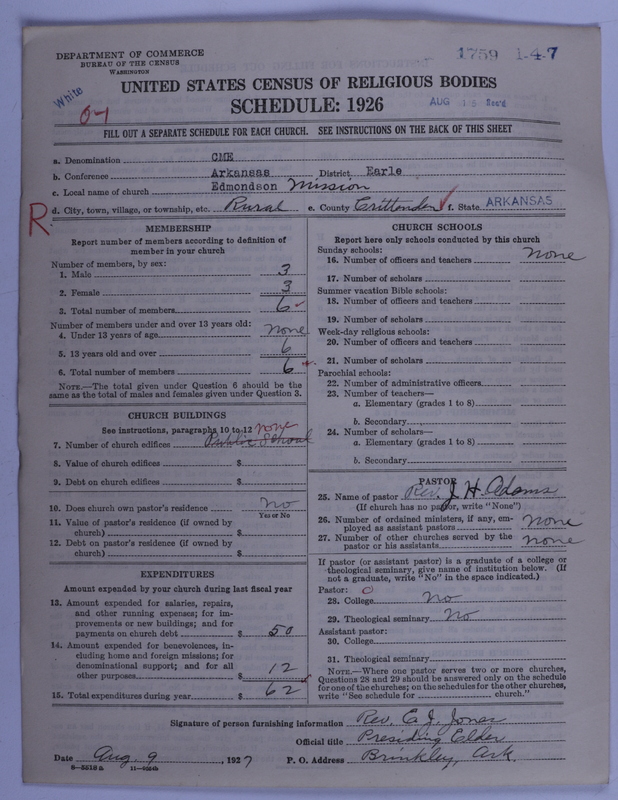 DEPARTMENT OF COMMERCE
BUREAU OF THE CENSUS
WASHINGTON
1759 1-4-7
UNITED STATES CENSUS OF RELIGIOUS BODIES
White
SCHEDULE: 1926
AUG 15 Rec'd
FILL OUT A SEPARATE SCHEDULE FOR EACH CHURCH. SEE INSTRUCTIONS ON THE BACK OF THIS SHEET
a. Denomination CME
b. Conference Arkansas District Earle
c. Local name of church Edmondson Mission
R d. City, town, village, or township, etc. Rural e. County Crittenden f. State ARKANSAS
MEMBERSHIP
Report number of members according to definition of
member in your church
Number of members, by sex:
1. Male 3
2. Female 3
3. Total number of members 6
Number of members under and over 13 years old:
4. Under 13 years of age none
5. 13 years old and over 6
6. Total number of members 6
NOTE.—The total given under Question 6 should be the
same as the total of males and females given under Question 3.
CHURCH BUILDINGS
See instructions, paragraphs 10 to 12 none
7. Number of church edifices Public School
8. Value of church edifices $
9. Debt on church edifices $
10. Does church own pastor's residence No
Yes or No
11. Value of pastor's residence (if owned by
church) $
12. Debt on pastor's residence (if owned by
church) $
EXPENDITURES
Amount expended by your church during last fiscal year
13. Amount expended for salaries, repairs,
and other running expenses; for im-
provements or new buildings; and for
payments on church debt $ 50
14. Amount expended for benevolences, in-
cluding home and foreign missions; for
denominational support; and for all
other purposes $ 12
15. Total expenditures during year $ 62
CHURCH SCHOOLS
Report here only schools conducted by this church
Sunday schools:
16. Number of officers and teachers none
17. Number of scholars
Summer vacation Bible schools:
18. Number of officers and teachers
19. Number of scholars
Week-day religious schools:
20. Number of officers and teachers
21. Number of scholars
Parochial schools:
22. Number of administrative officers
23. Number of teachers—
a. Elementary (grades 1 to 8)
b. Secondary
24. Number of scholars—
a. Elementary (grades 1 to 8)
b. Secondary
PASTOR
25. Name of pastor Rev. J. H. Adams
(If church has no pastor, write "None")
26. Number of ordained ministers, if any, em-
ployed as assistant pastors none
27. Number of other churches served by the
pastor or his assistants none
If pastor (or assistant pastor) is a graduate of a college or
theological seminary, give name of institution below. (If
not a graduate, write "No" in the space indicated.)
Pastor: 0
28. College No
29. Theological seminary No
Assistant pastor:
30. College
31. Theological seminary
NOTE.—Where one pastor serves two or more churches,
Questions 28 and 29 should be answered only on the schedule
for one of the churches; on the schedules for the other churches,
write "See schedule for church."
Signature of person furnishing information Rev. E. J. Jones
Official title Presiding Elder
Date Aug. 9, 1927 P. O. Address Brinkley, Ark.